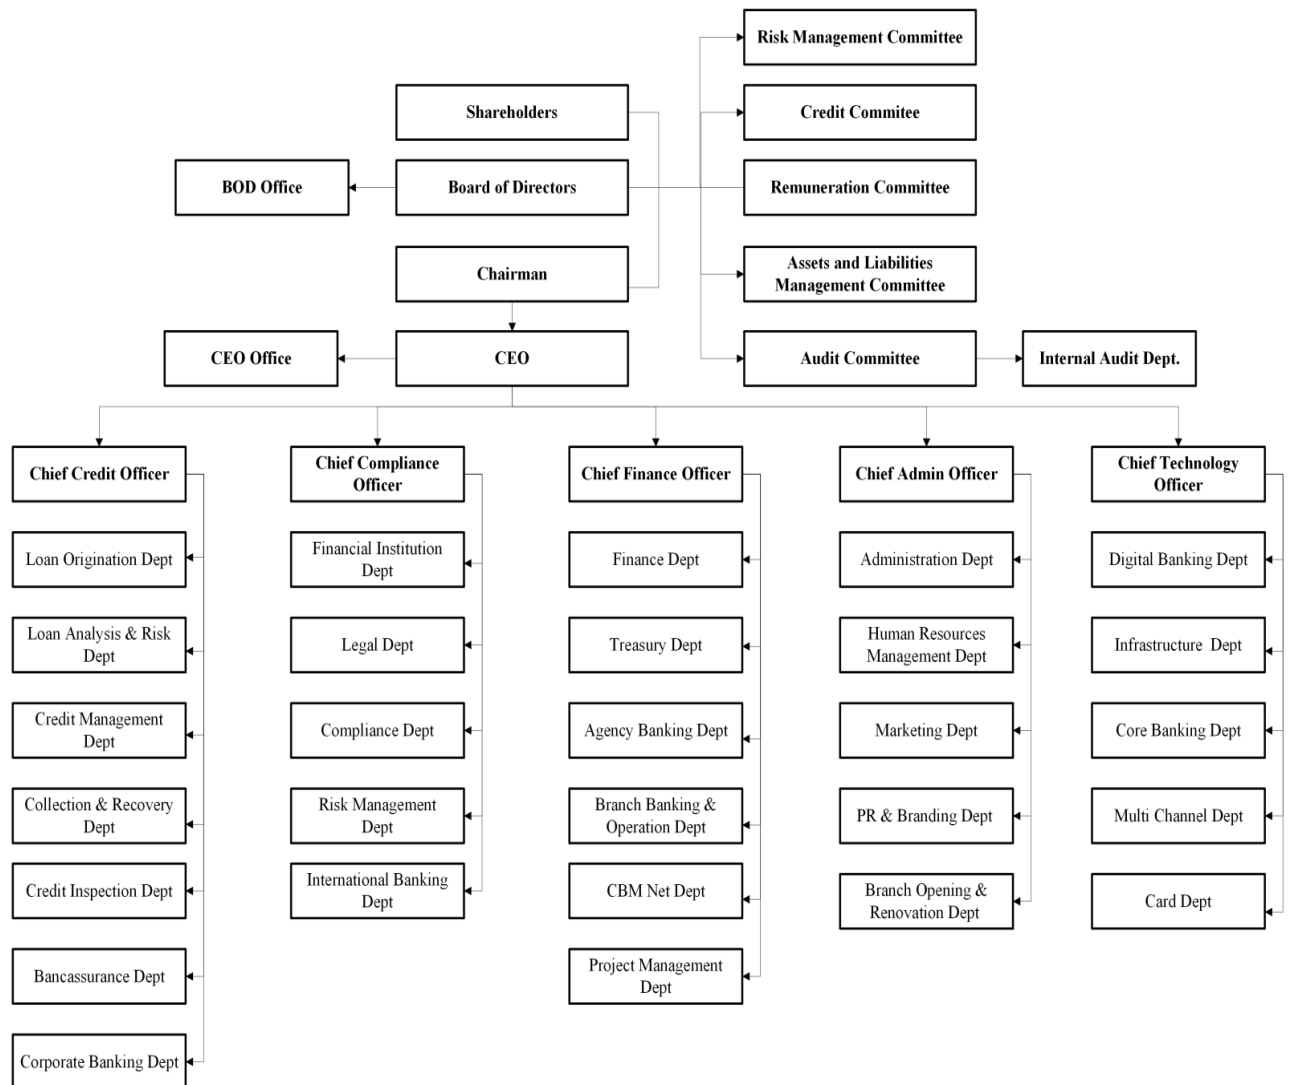 Risk Management Committee
Shareholders
Credit Commitee
BOD Office
Board of Directors
Remuneration Committee
Chairman
Assets and Liabilities
Management Committee
CEO Office
CEO
Audit Committee
Internal Audit Dept.
Chief Credit Officer
Chief Compliance
Officer
Chief Finance Officer
Chief Admin Officer
Chief Technology
Officer
Loan Origination Dept
Financial Institution
Dept
Finance Dept
Administration Dept
Digital Banking Dept
Loan Analysis & Risk
Dept
Legal Dept
Treasury Dept
Human Resources
Management Dept
Infrastructure Dept
Credit Management
Dept
Compliance Dept
Agency Banking Dept
Marketing Dept
Core Banking Dept
Collection & Recovery
Dept
Risk Management
Dept
Branch Banking &
Operation Dept
PR & Branding Dept
Multi Channel Dept
Credit Inspection Dept
International Banking
Dept
CBM Net Dept
Branch Opening &
Renovation Dept
Card Dept
Bancassurance Dept
Project Management
Dept
Corporate Banking Dept